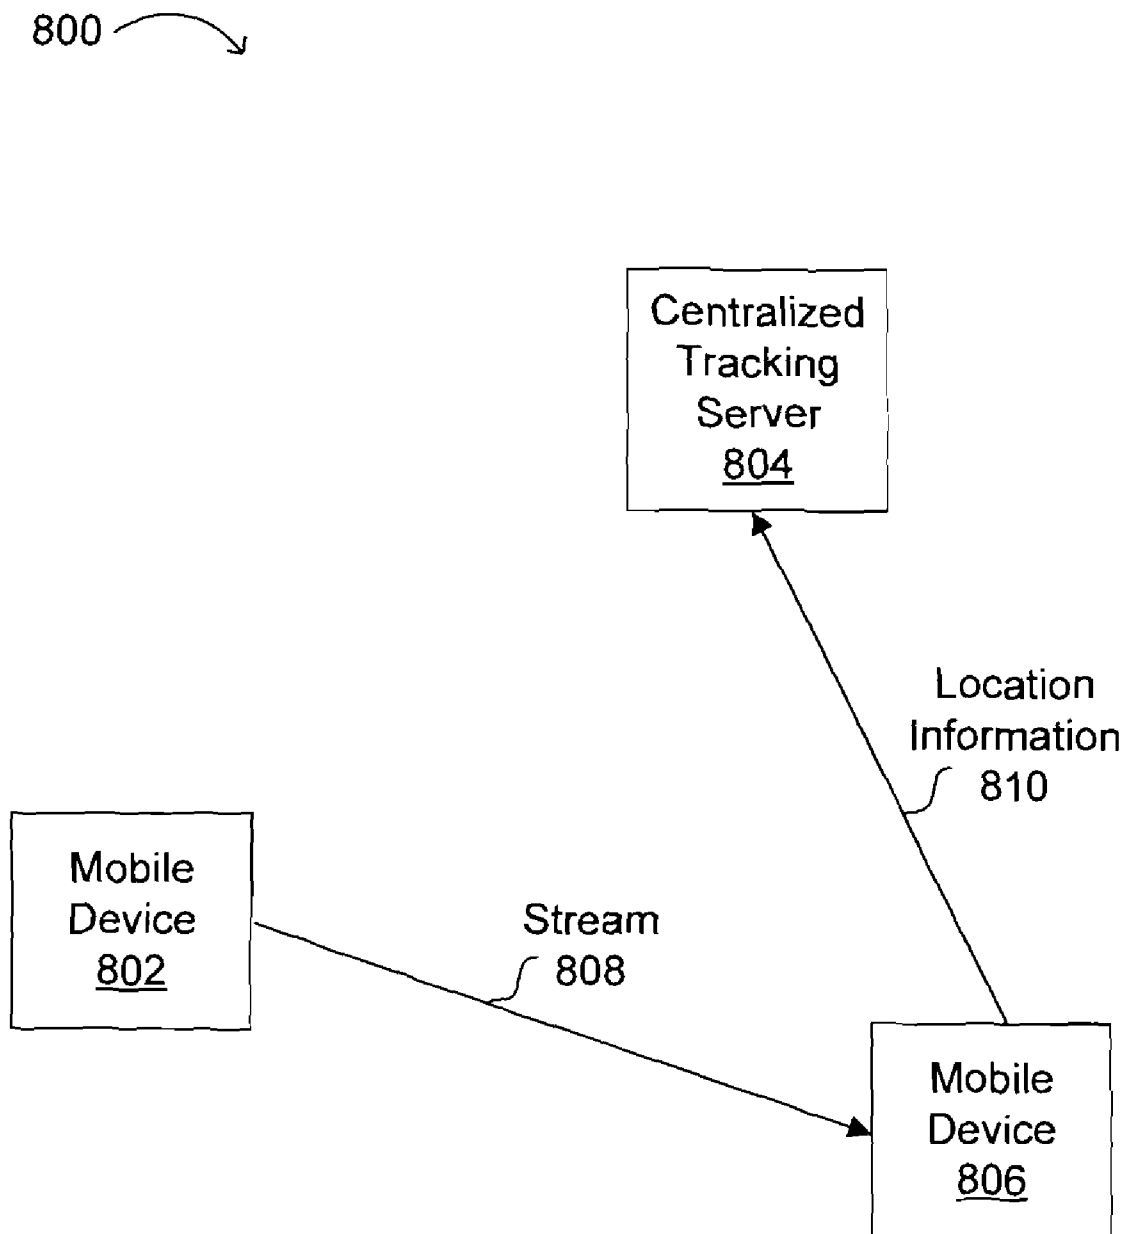 800
Centralized
Tracking
Server
804
Location
Information
810
Mobile
Device
802
Stream
808
Mobile
Device
806